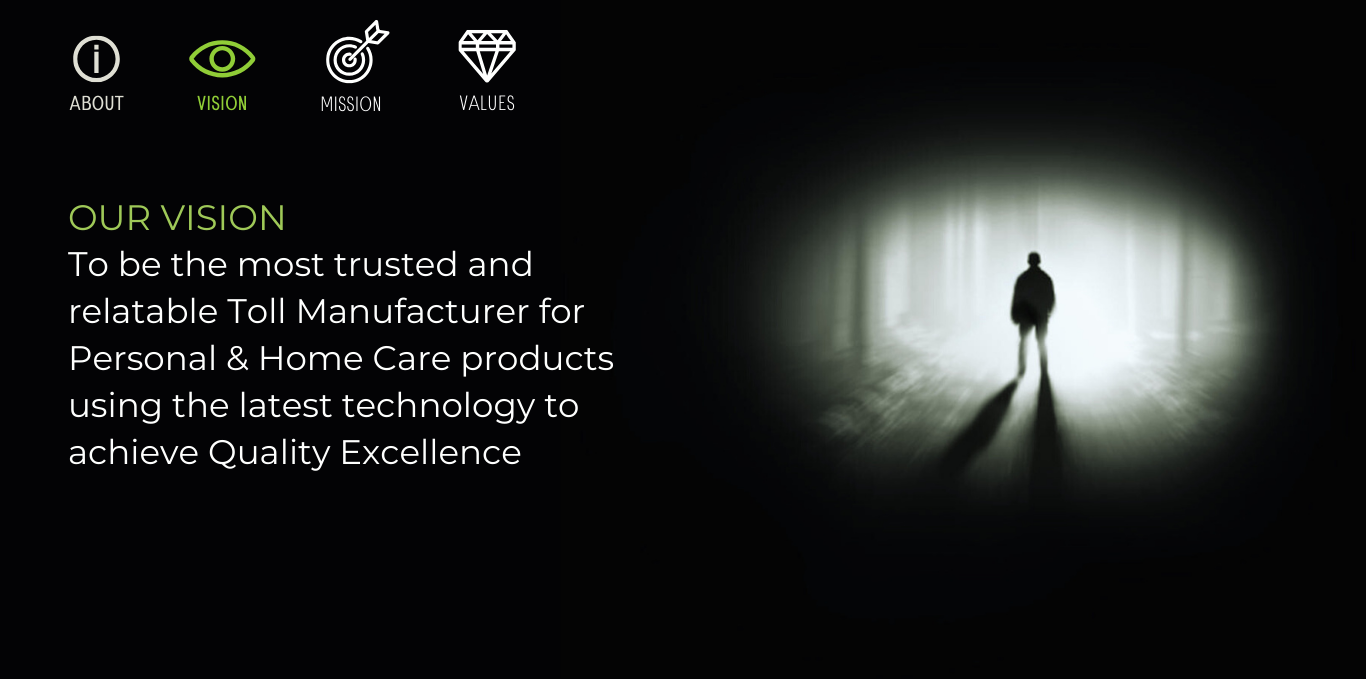 ABOUT
VISION
MISSION
VALUES
OUR VISION
To be the most trusted and
relatable Toll Manufacturer for
Personal & Home Care products
using the latest technology to
achieve Quality Excellence